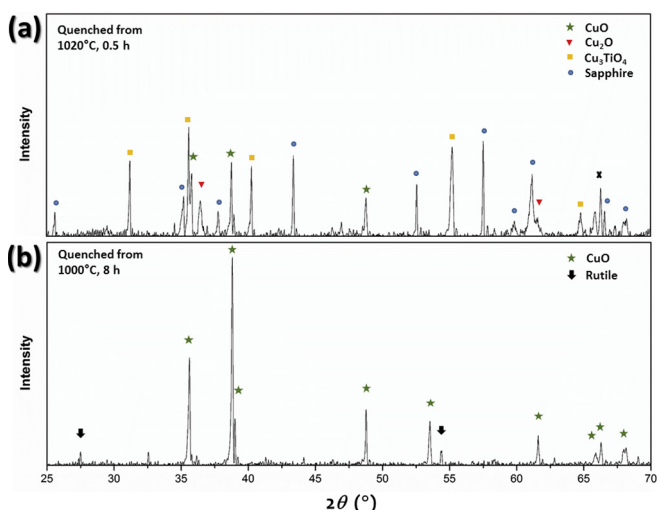 (a)
Quenched from
1020°C, 0.5 h
CuO
Cu₂O
Cu₃TiO₄
Sapphire
Intensity
x
(b)
Quenched from
1000°C, 8 h
CuO
Rutile
Intensity
25 30 35 40 45 50 55 60 65 70
2θ (°)